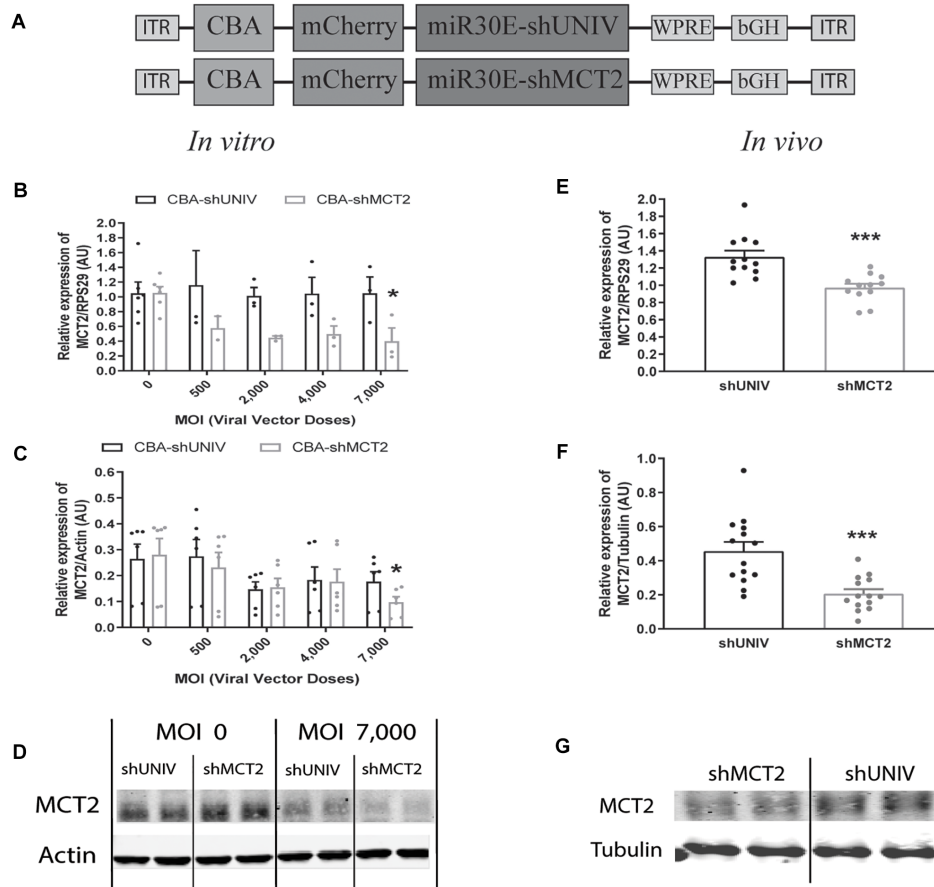 A
ITR CBA mCherry miR30E-shUNIV WPRE bGH ITR
ITR CBA mCherry miR30E-shMCT2 WPRE bGH ITR
In vitro
In vivo
B
CBA-shUNIV CBA-shMCT2
Relative expression of
MCT2/RPS29 (AU)
2.0
1.8
1.6
1.4
1.2
1.0
0.8
0.6
0.4
0.2
0.0
*
0 500 2,000 4,000 7,000
MOI (Viral Vector Doses)
C
CBA-shUNIV CBA-shMCT2
Relative expression of
MCT2/Actin (AU)
0.6
0.5
0.4
0.3
0.2
0.1
0.0
*
0 500 2,000 4,000 7,000
MOI (Viral Vector Doses)
D
MOI 0 MOI 7,000
shUNIV shMCT2 shUNIV shMCT2
MCT2
Actin
E
Relative expression of
MCT2/RPS29 (AU)
2.0
1.8
1.6
1.4
1.2
1.0
0.8
0.6
0.4
0.2
0.0
***
shUNIV shMCT2
F
Relative expression of
MCT2/Tubulin (AU)
1.0
0.8
0.6
0.4
0.2
0.0
***
shUNIV shMCT2
G
shMCT2 shUNIV
MCT2
Tubulin